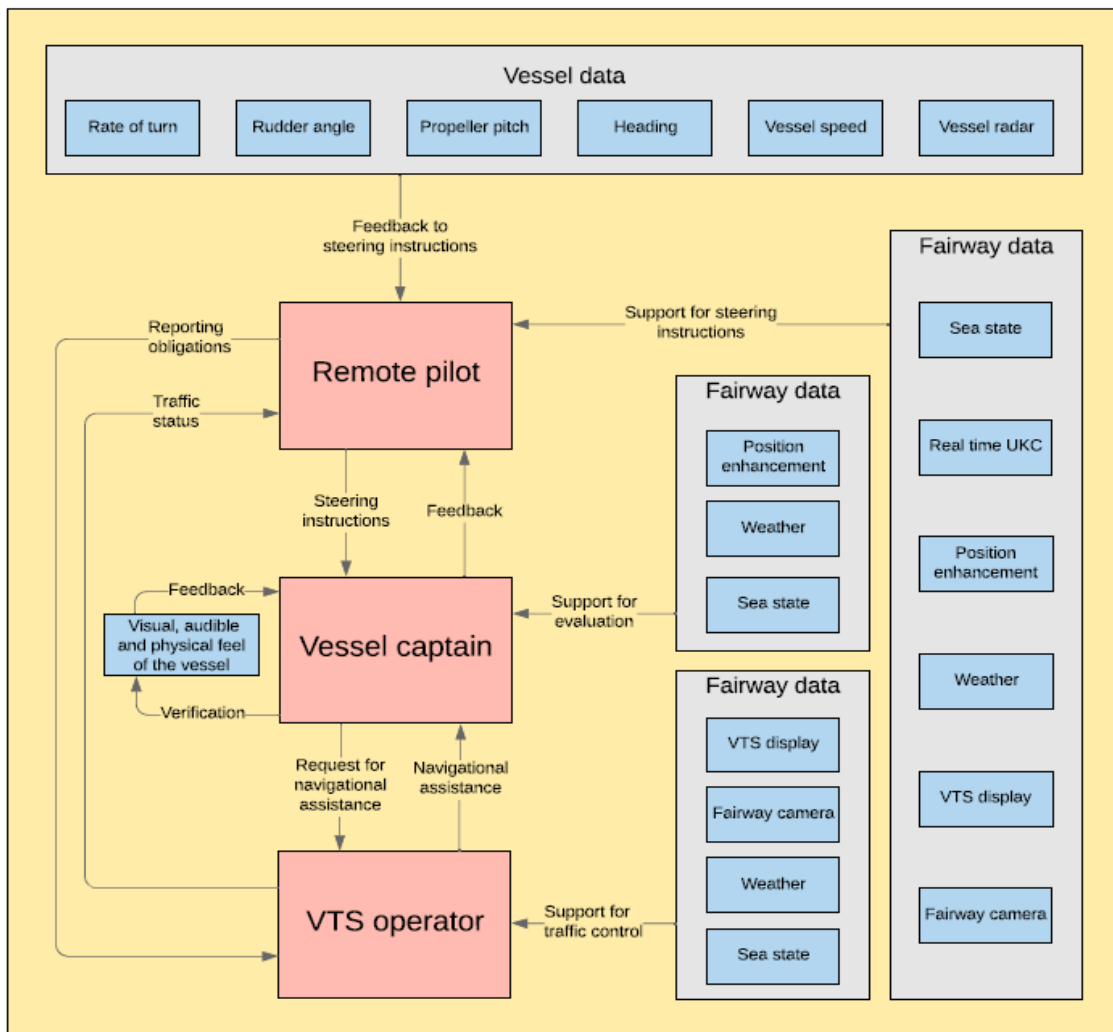 Vessel data
Rate of turn
Rudder angle
Propeller pitch
Heading
Vessel speed
Vessel radar
Feedback to
steering instructions
Fairway data
Sea state
Real time UKC
Position
enhancement
Weather
VTS display
Fairway camera
Support for steering
instructions
Reporting
obligations
Remote pilot
Traffic
status
Fairway data
Position
enhancement
Weather
Sea state
Steering
instructions
Feedback
Feedback
Visual, audible
and physical feel
of the vessel
Verification
Vessel captain
Support for
evaluation
Fairway data
VTS display
Fairway camera
Weather
Sea state
Request for
navigational
assistance
Navigational
assistance
VTS operator
Support for
traffic control